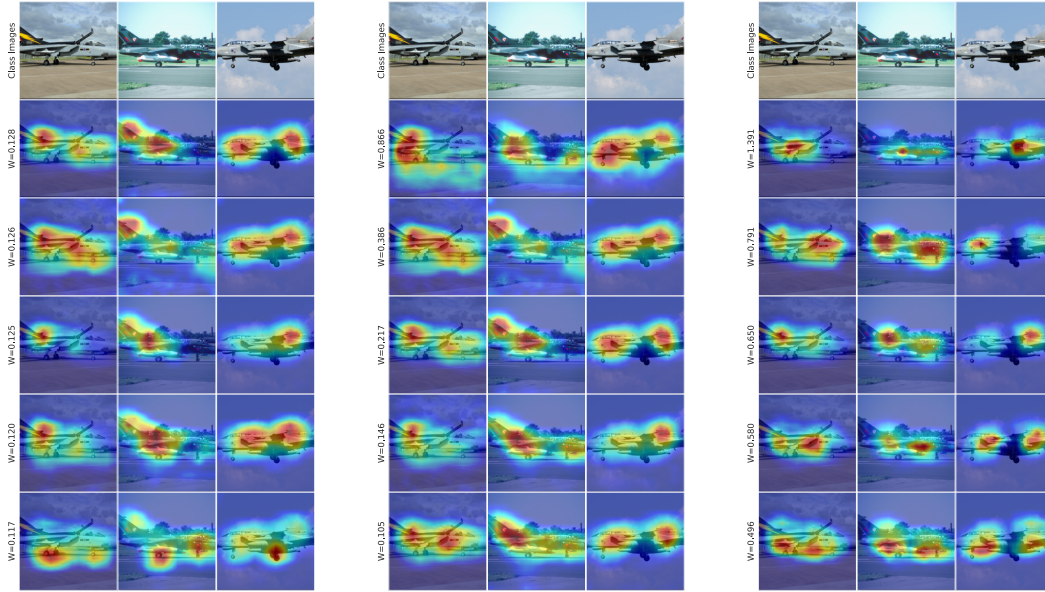 Class Images
W=0.128
W=0.126
W=0.125
W=0.120
W=0.117
Class Images
W=0.866
W=0.386
W=0.217
W=0.146
W=0.105
Class Images
W=1.391
W=0.791
W=0.650
W=0.580
W=0.496